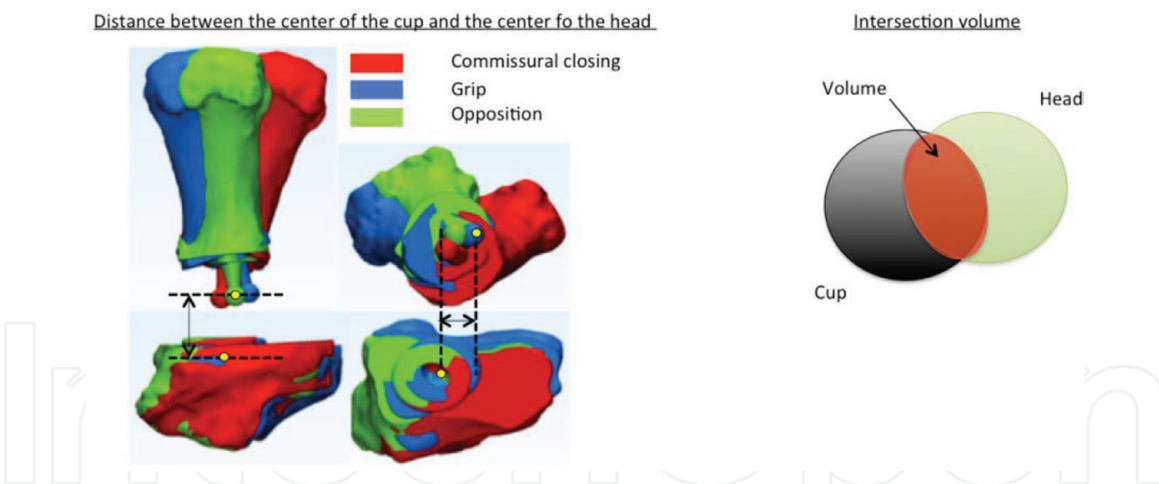 Distance between the center of the cup and the center fo the head
Intersection volume
Commissural closing
Grip
Opposition
Volume
Head
Cup